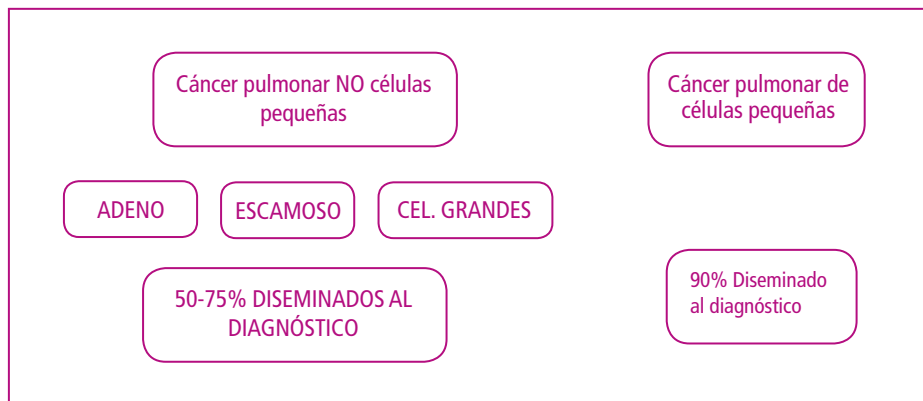 Cáncer pulmonar NO células
pequeñas
Cáncer pulmonar de
células pequeñas
ADENO
ESCAMOSO
CEL. GRANDES
50-75% DISEMINADOS AL
DIAGNÓSTICO
90% Diseminado
al diagnóstico